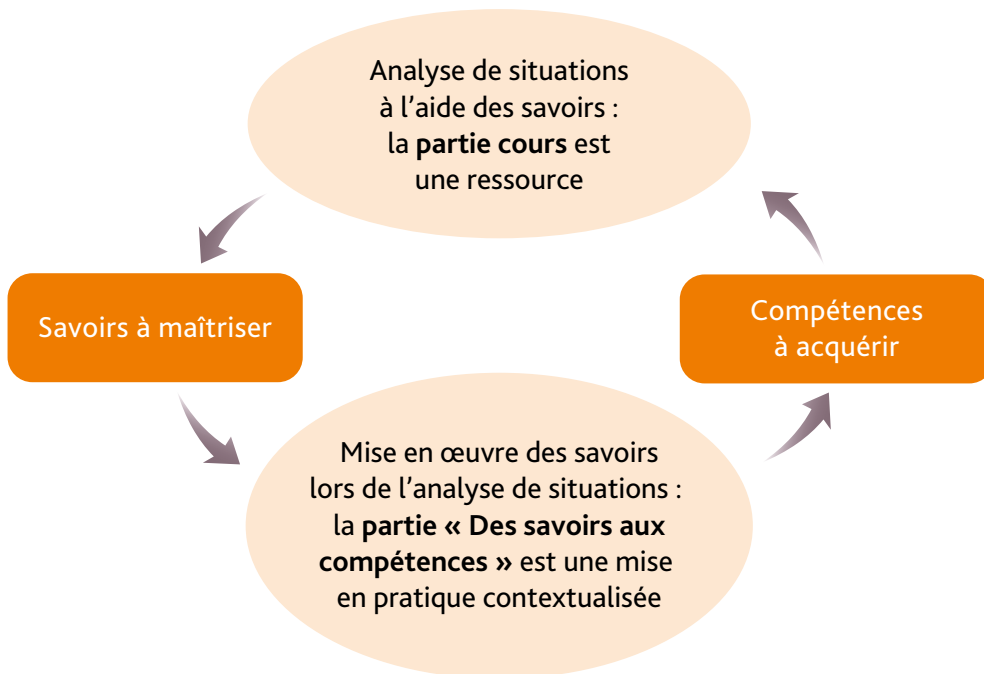 Analyse de situations
à l’aide des savoirs :
la partie cours est
une ressource
Savoirs à maîtriser
Compétences
à acquérir
Mise en œuvre des savoirs
lors de l’analyse de situations :
la partie « Des savoirs aux
compétences » est une mise
en pratique contextualisée